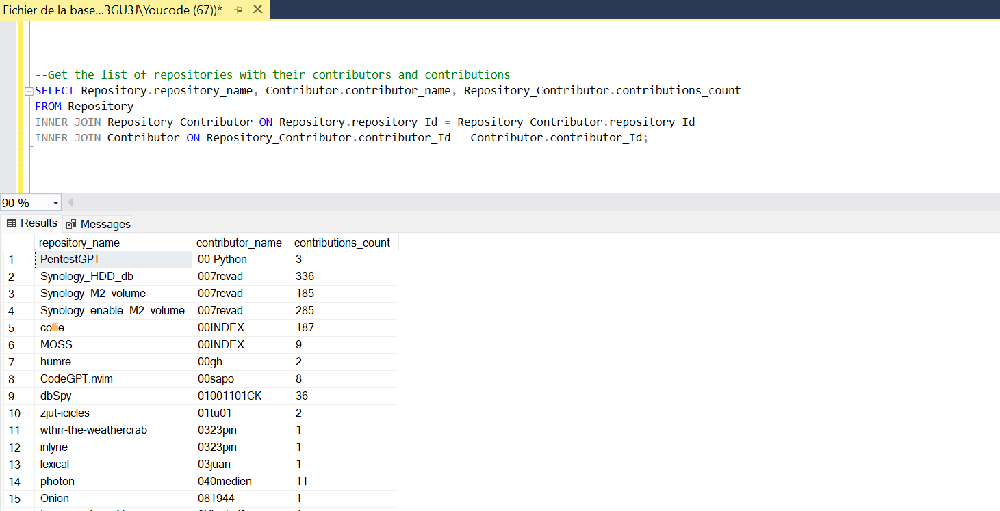 Fichier de la base...3GU3J\Youcode (67))*
--Get the list of repositories with their contributors and contributions
SELECT Repository.repository_name, Contributor.contributor_name, Repository_Contributor.contributions_count
FROM Repository
INNER JOIN Repository_Contributor ON Repository.repository_Id = Repository_Contributor.repository_Id
INNER JOIN Contributor ON Repository_Contributor.contributor_Id = Contributor.contributor_Id;
90 %
Results Messages
repository_name contributor_name contributions_count
1 PentestGPT 00-Python 3
2 Synology_HDD_db 007revad 336
3 Synology_M2_volume 007revad 185
4 Synology_enable_M2_volume 007revad 285
5 collie 00INDEX 187
6 MOSS 00INDEX 9
7 humre 00gh 2
8 CodeGPT.nvim 00sapo 8
9 dbSpy 01001101CK 36
10 zjut-icicles 01tu01 2
11 wthrr-the-weathercrab 0323pin 1
12 inlyne 0323pin 1
13 lexical 03juan 1
14 photon 040medien 11
15 Onion 081944 1